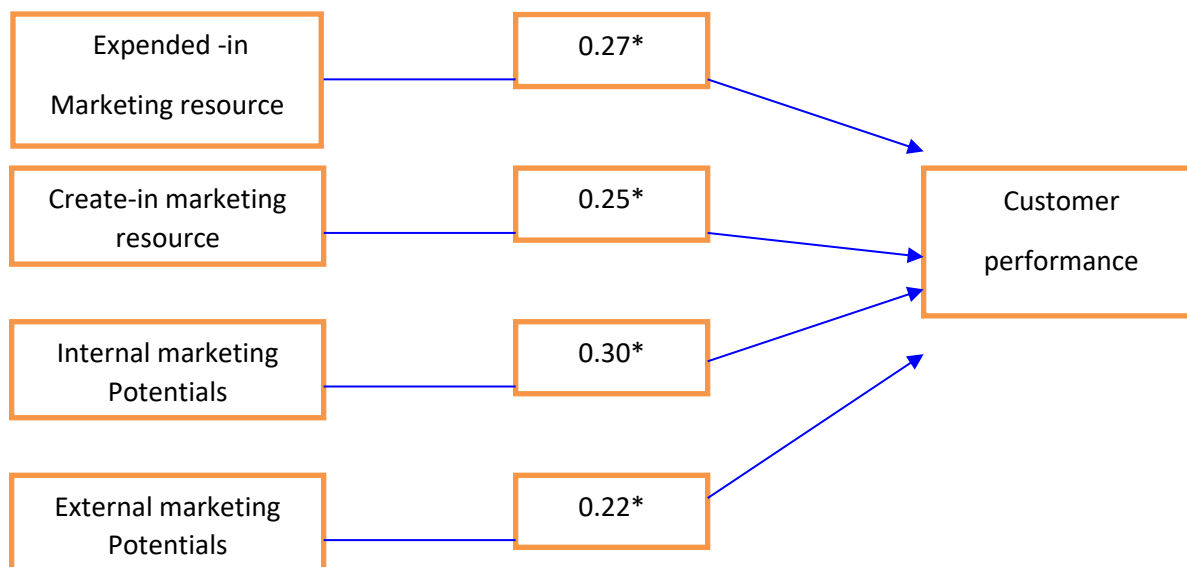 Expended -in
Marketing resource
0.27*
Create-in marketing
resource
0.25*
Customer
performance
Internal marketing
Potentials
0.30*
External marketing
Potentials
0.22*